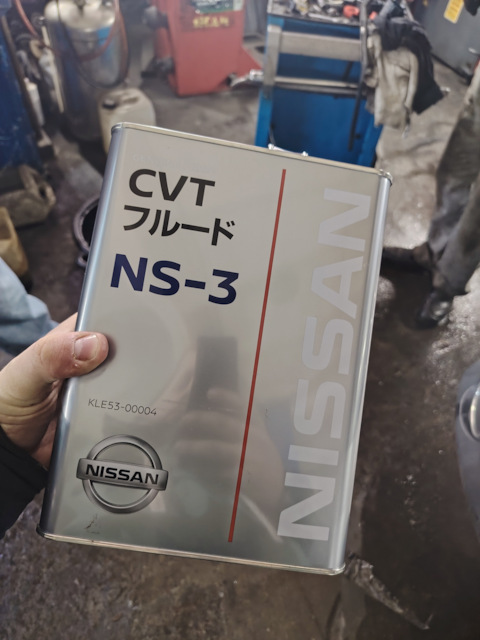 CVT
フルード
NS-3
KLE53-00004
NISSAN
NISSAN